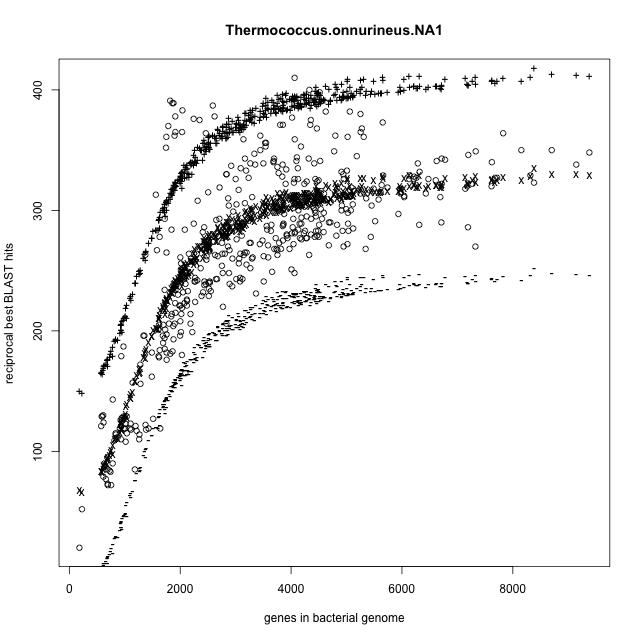 Thermococcus.onnurineus.NA1
400
300
200
100
reciprocal best BLAST hits
0 2000 4000 6000 8000
genes in bacterial genome